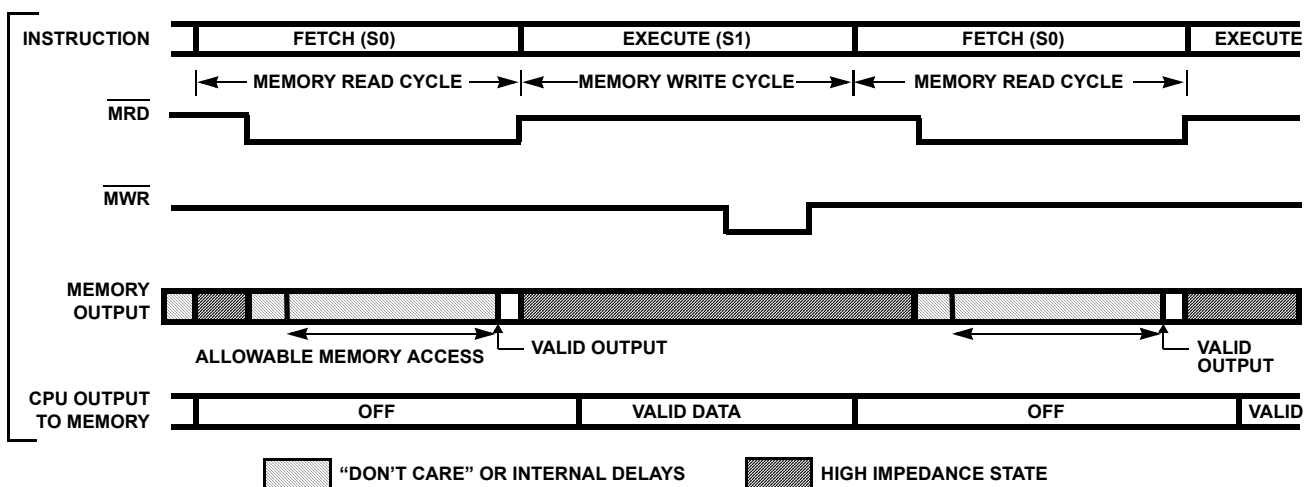 INSTRUCTION FETCH (S0) EXECUTE (S1) FETCH (S0) EXECUTE
MEMORY READ CYCLE MEMORY WRITE CYCLE MEMORY READ CYCLE
MRD
MWR
MEMORY
OUTPUT
ALLOWABLE MEMORY ACCESS
VALID OUTPUT
VALID
OUTPUT
CPU OUTPUT
TO MEMORY
OFF VALID DATA OFF VALID
“DON’T CARE” OR INTERNAL DELAYS
HIGH IMPEDANCE STATE